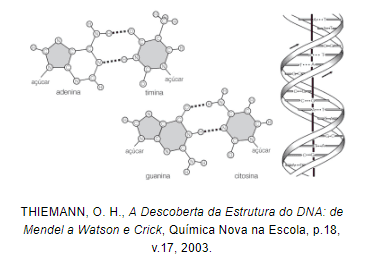 açúcar
adenina
açúcar
timina
açúcar
guanina
açúcar
citosina
THIEMANN, O. H., A Descoberta da Estrutura do DNA: de
Mendel a Watson e Crick, Química Nova na Escola, p.18,
v.17, 2003.